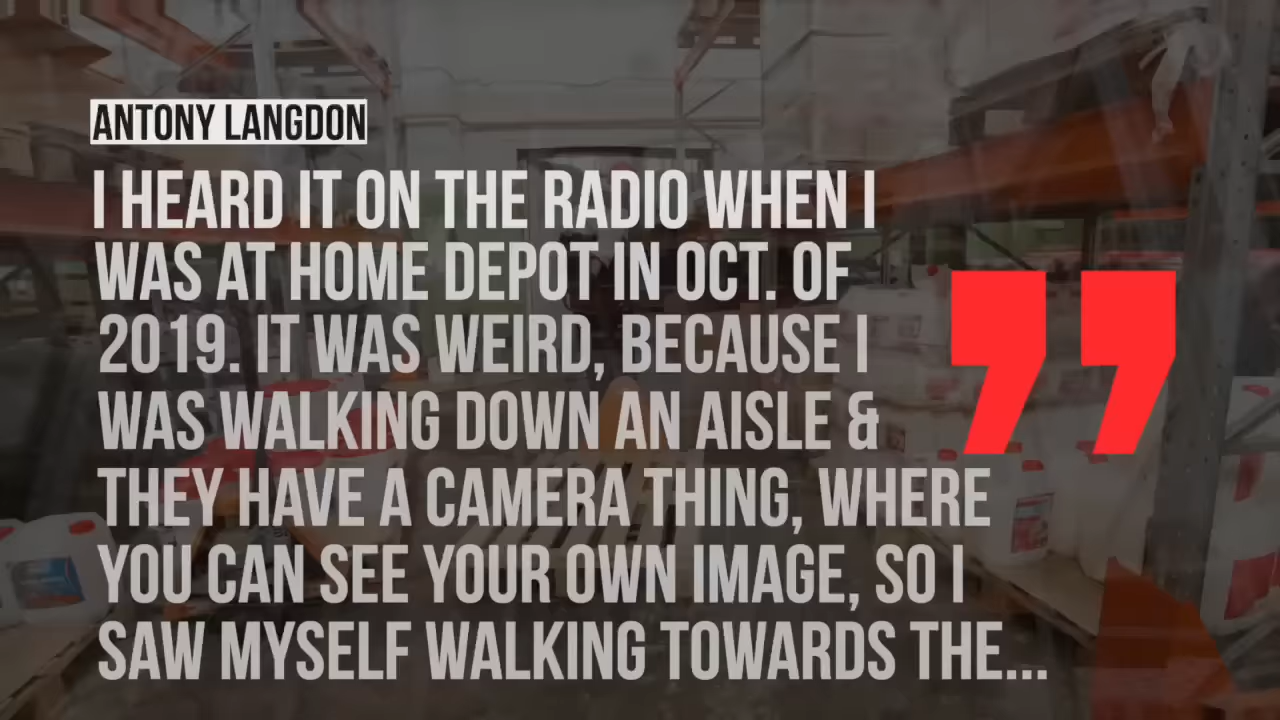 ANTONY LANGDON
I HEARD IT ON THE RADIO WHEN I
WAS AT HOME DEPOT IN OCT. OF
2019. IT WAS WEIRD, BECAUSE I
WAS WALKING DOWN AN AISLE &
THEY HAVE A CAMERA THING, WHERE
YOU CAN SEE YOUR OWN IMAGE, SO I
SAW MYSELF WALKING TOWARDS THE...
”